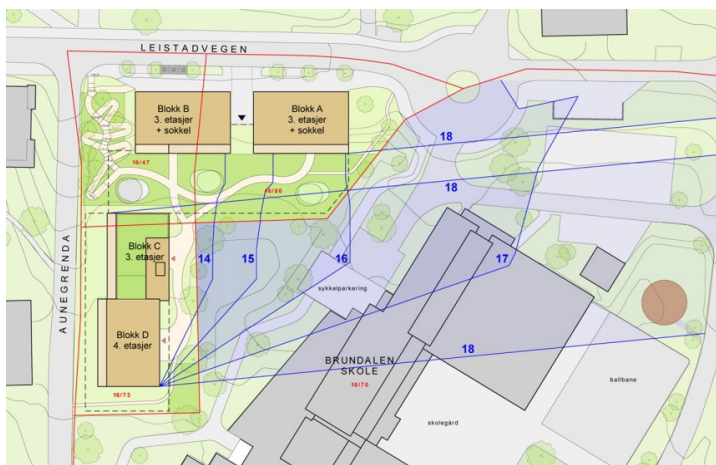 LEISTADVEGEN
Blokk B
3. etasjer
+ sokkel
Blokk A
3. etasjer
+ sokkel
18
16/47
16/80
18
AUNEGRENDA
Blokk C
3. etasjer
14
15
16
17
sykkelparkering
Blokk D
4. etasjer
18
BRUNDALEN
SKOLE
16/70
ballbane
16/73
skolegård